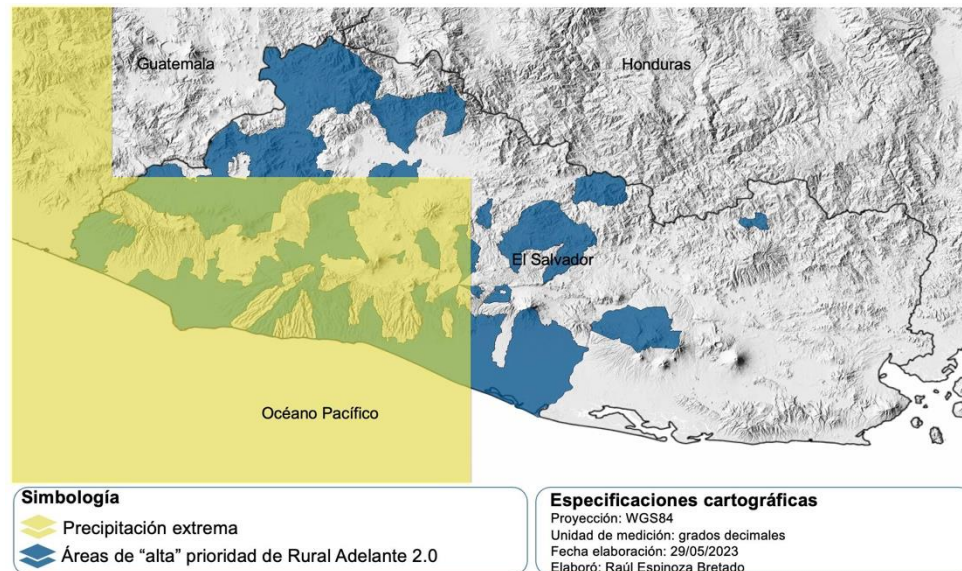 Guatemala
Honduras
El Salvador
Océano Pacífico
Simbología
Precipitación extrema
Áreas de “alta” prioridad de Rural Adelante 2.0
Especificaciones cartográficas
Proyección: WGS84
Unidad de medición: grados decimales
Fecha elaboración: 29/05/2023
Elaboró: Raúl Espinoza Bretado